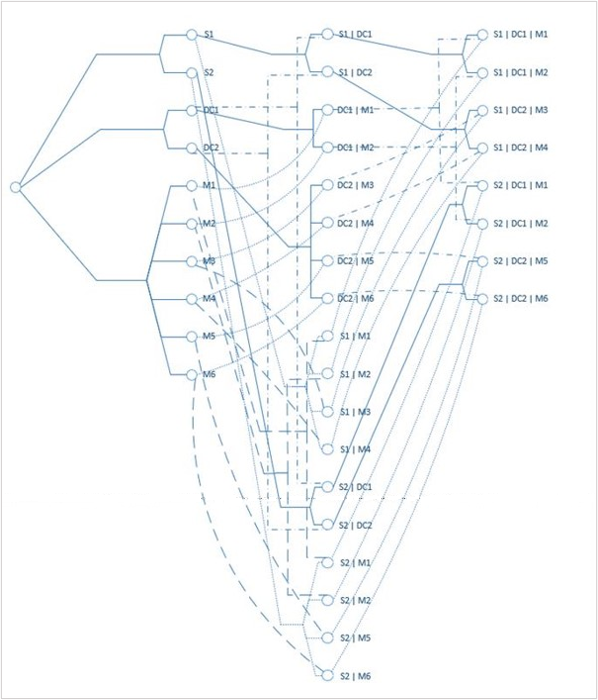 S1
S2
DC1
DC2
M1
M2
M3
M4
M5
M6
S1 | DC1
S1 | DC2
DC1 | M1
DC1 | M2
DC2 | M3
DC2 | M4
DC2 | M5
DC2 | M6
S1 | M1
S1 | M2
S1 | M3
S1 | M4
S2 | DC1
S2 | DC2
S2 | M1
S2 | M2
S2 | M5
S2 | M6
S1 | DC1 | M1
S1 | DC1 | M2
S1 | DC2 | M3
S1 | DC2 | M4
S2 | DC1 | M1
S2 | DC1 | M2
S2 | DC2 | M5
S2 | DC2 | M6